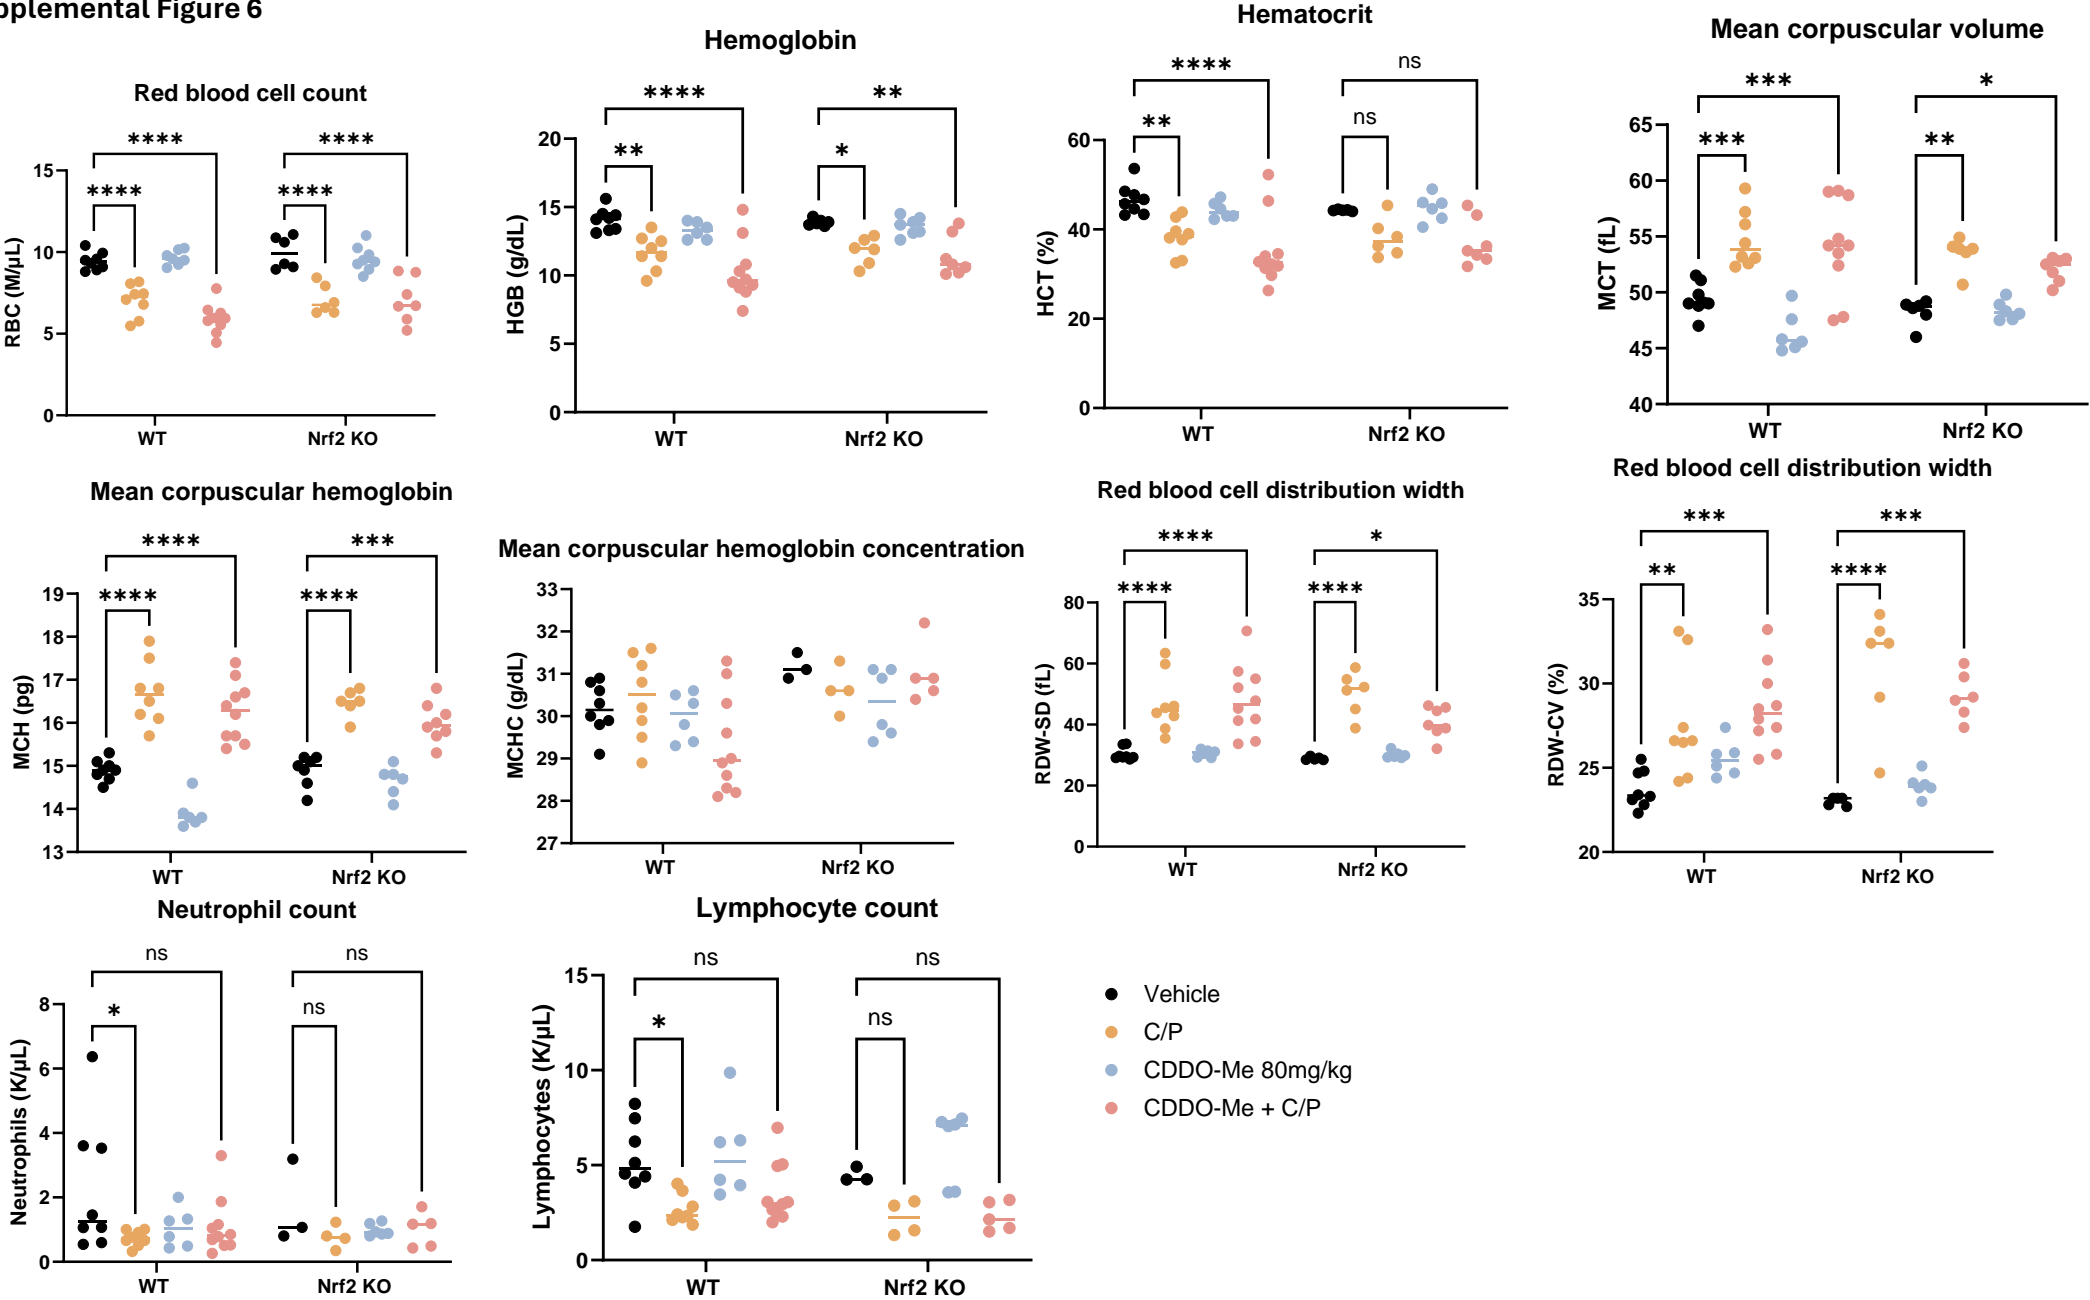 pplemental Figure 6
Red blood cell count
RBC (M/µL)
15
10
5
0
****
****
****
****
WT
Nrf2 KO
Hemoglobin
HGB (g/dL)
20
15
10
5
0
****
**
**
*
WT
Nrf2 KO
Hematocrit
HCT (%)
60
40
20
0
****
**
ns
ns
WT
Nrf2 KO
Mean corpuscular volume
MCT (fL)
65
60
55
50
45
40
***
***
*
**
WT
Nrf2 KO
Mean corpuscular hemoglobin
MCH (pg)
19
18
17
16
15
14
13
****
****
***
****
WT
Nrf2 KO
Mean corpuscular hemoglobin concentration
MCHC (g/dL)
33
32
31
30
29
28
27
WT
Nrf2 KO
Red blood cell distribution width
RDW-SD (fL)
80
60
40
20
0
****
****
*
****
WT
Nrf2 KO
Red blood cell distribution width
RDW-CV (%)
35
30
25
20
***
**
***
****
WT
Nrf2 KO
Neutrophil count
Neutrophils (K/µL)
8
6
4
2
0
ns
*
ns
ns
WT
Nrf2 KO
Lymphocyte count
Lymphocytes (K/µL)
15
10
5
0
ns
*
ns
ns
WT
Nrf2 KO
Vehicle
C/P
CDDO-Me 80mg/kg
CDDO-Me + C/P